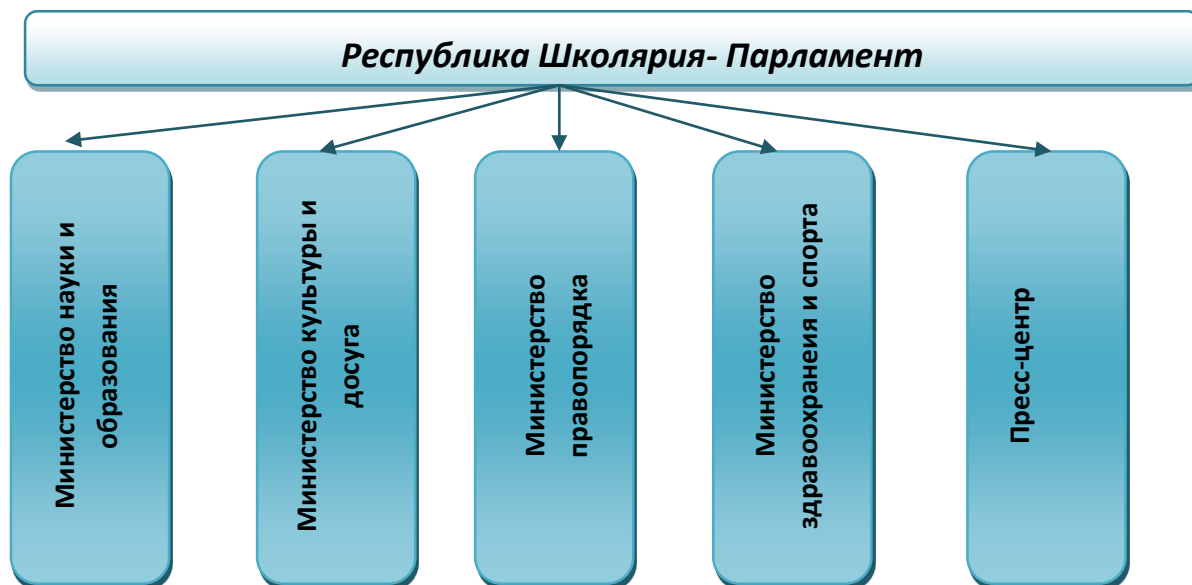 Республика Школярия- Парламент
Министерство науки и
образования
Министерство культуры и
досуга
Министерство
правопорядка
Министерство
здравоохранеия и спорта
Пресс-центр